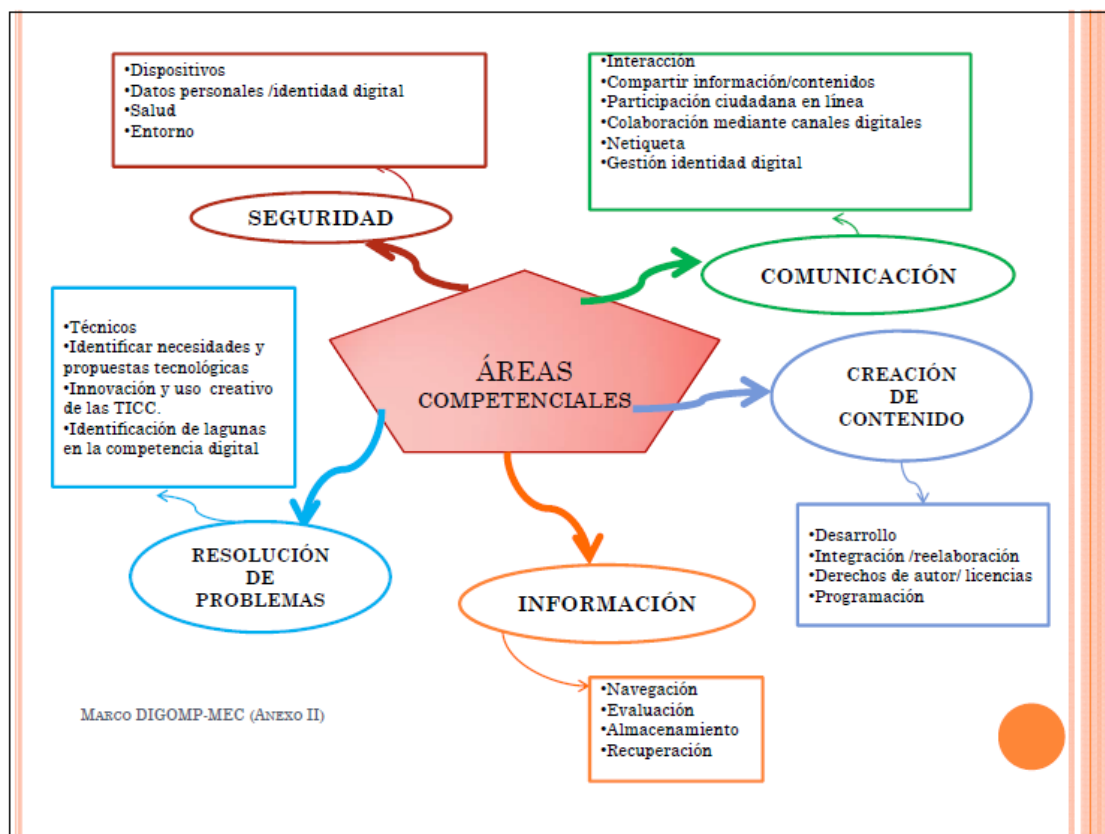 •Dispositivos
•Datos personales /identidad digital
•Salud
•Entorno
SEGURIDAD
•Interacción
•Compartir información/contenidos
•Participación ciudadana en línea
•Colaboración mediante canales digitales
•Netiqueta
•Gestión identidad digital
COMUNICACIÓN
ÁREAS
COMPETENCIALES
•Técnicos
•Identificar necesidades y
propuestas tecnológicas
•Innovación y uso creativo
de las TICC.
•Identificación de lagunas
en la competencia digital
RESOLUCIÓN
DE
PROBLEMAS
CREACIÓN
DE
CONTENIDO
•Desarrollo
•Integración /reelaboración
•Derechos de autor/ licencias
•Programación
INFORMACIÓN
•Navegación
•Evaluación
•Almacenamiento
•Recuperación
MARCO DIGOMP-MEC (ANEXO II)